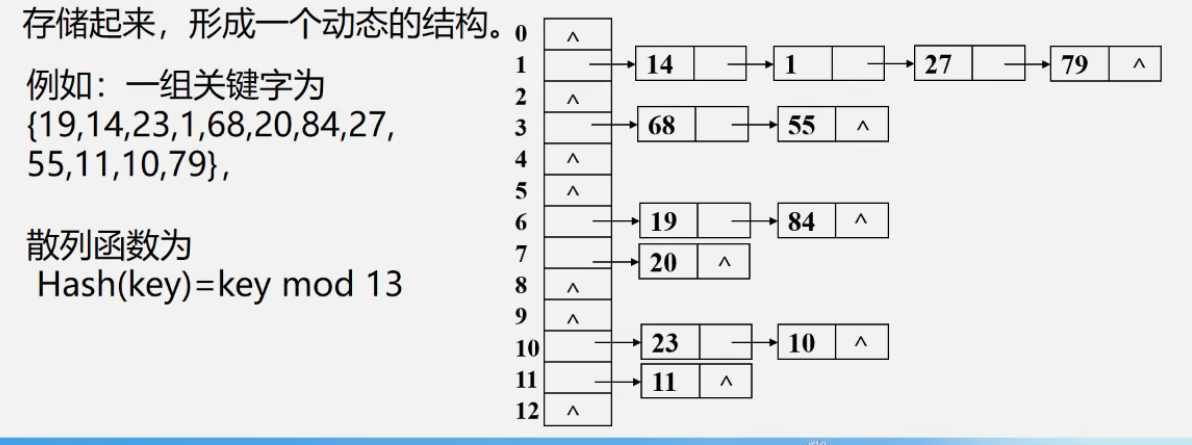 存储起来，形成一个动态的结构。
例如：一组关键字为
{19,14,23,1,68,20,84,27,
55,11,10,79},
散列函数为
Hash(key)=key mod 13
0 ^
1 14 1 27 79 ^
2 ^
3 68 55 ^
4 ^
5 ^
6 19 84 ^
7 20 ^
8 ^
9 ^
10 23 10 ^
11 11 ^
12 ^